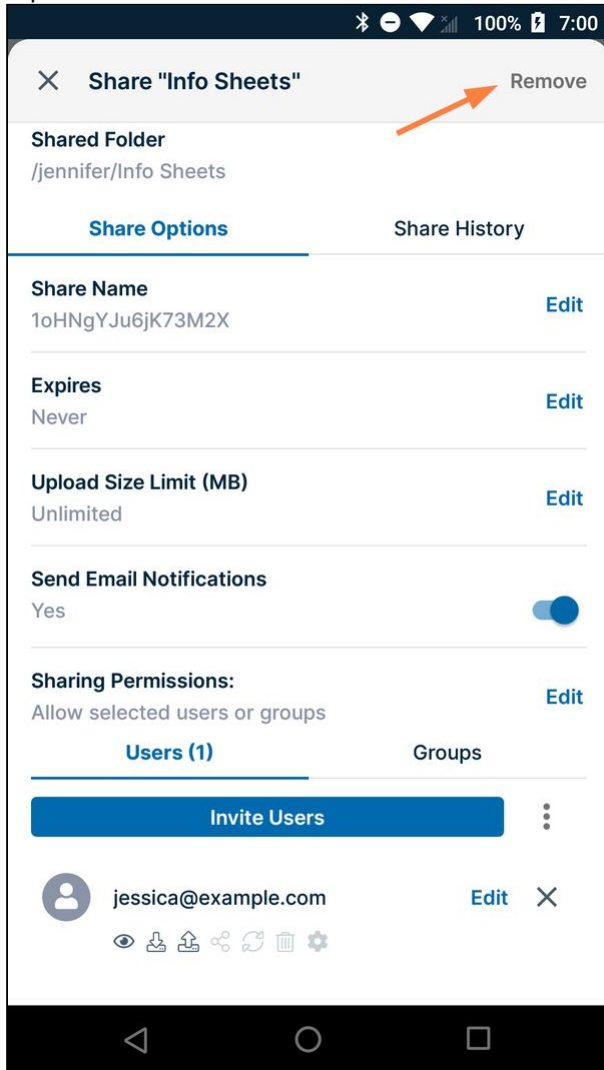 100% 7:00
Share "Info Sheets" Remove
Shared Folder
/jennifer/Info Sheets
Share Options Share History
Share Name
1oHNgYJu6jK73M2X Edit
Expires
Never Edit
Upload Size Limit (MB)
Unlimited Edit
Send Email Notifications
Yes
Sharing Permissions:
Allow selected users or groups Edit
Users (1) Groups
Invite Users
jessica@example.com Edit